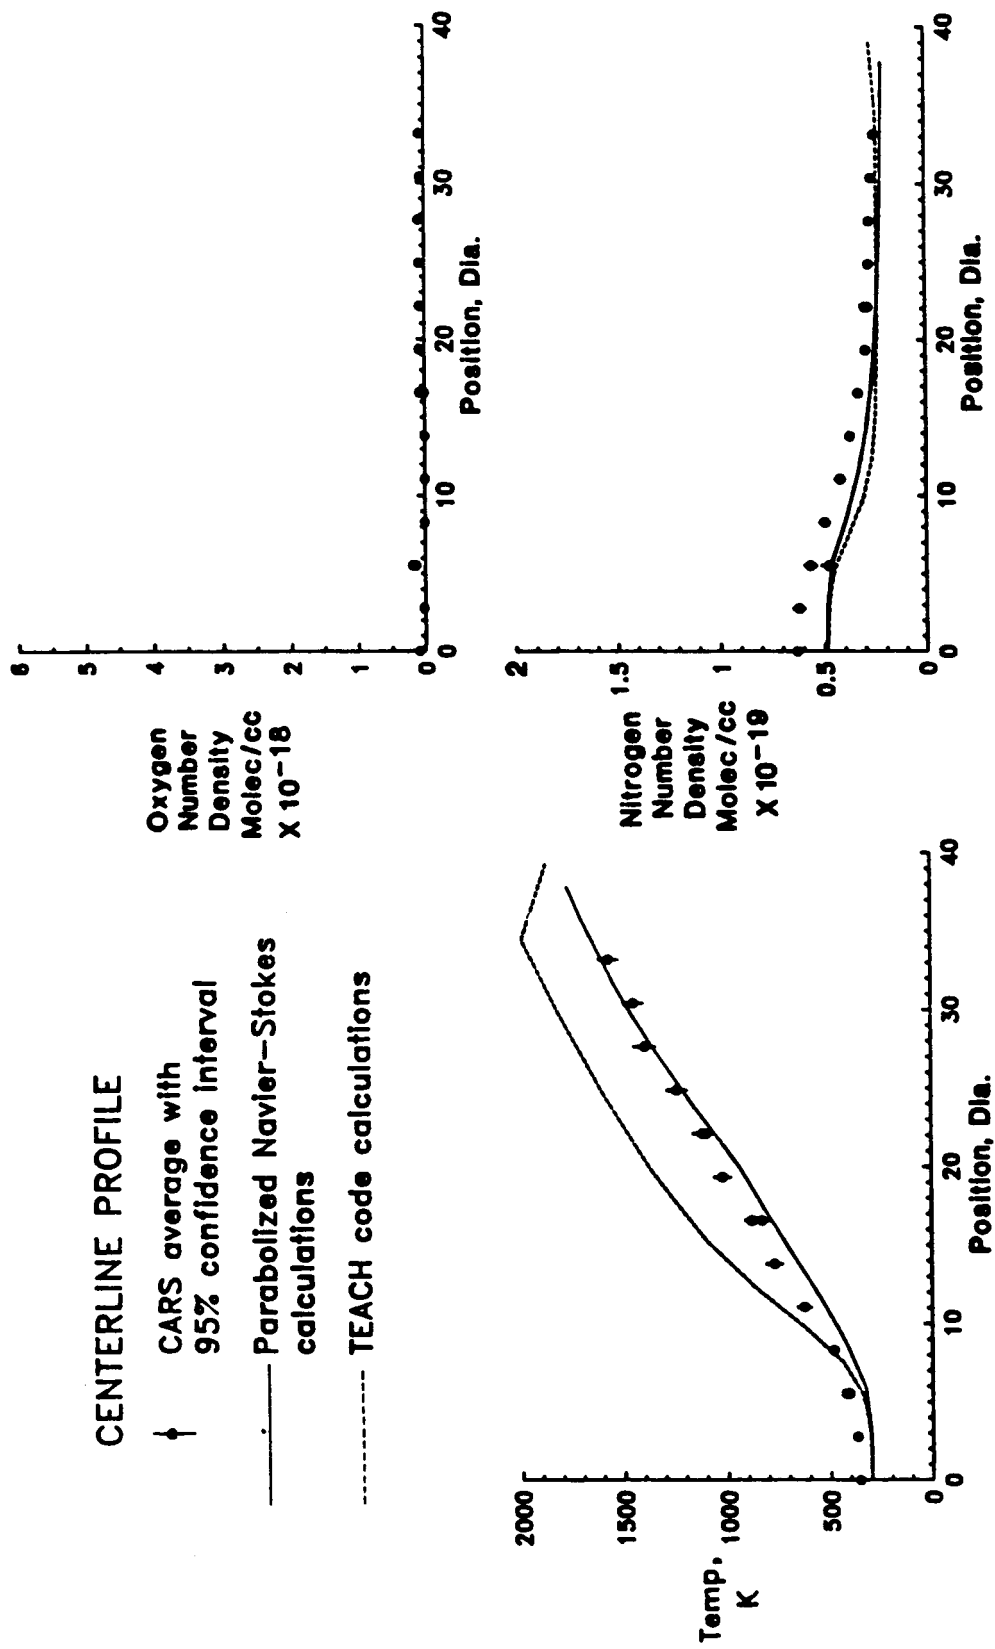 CENTERLINE PROFILE
CARS average with
95% confidence interval
Parabolized Navier-Stokes
calculations
TEACH code calculations
Oxygen
Number
Density
Molec/cc
X 10-18
6
5
4
3
2
1
0
0 10 20 30 40
Position, Dia.
Temp,
K
2000
1500
1000
500
0
0 10 20 30 40
Position, Dia.
Nitrogen
Number
Density
Molec/cc
X 10-19
2
1.5
1
0.5
0
0 10 20 30 40
Position, Dia.